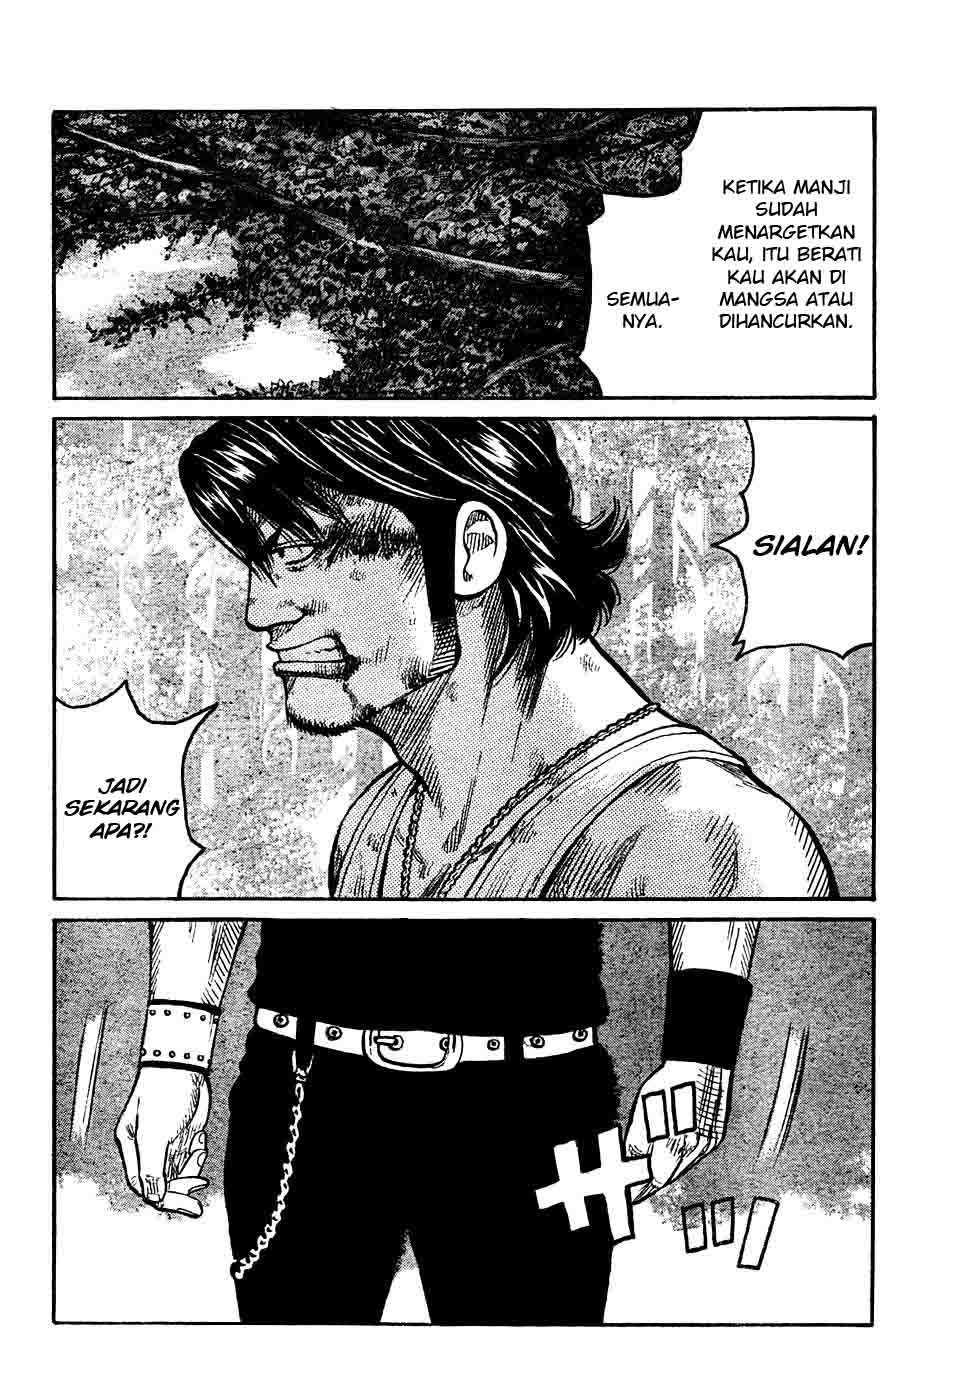 KETIKA MANJI
SUDAH
MENARGETKAN
KAU, ITU BERATI
KAU AKAN DI
MANGSA ATAU
DIHANCURKAN.
SEMUA-
NYA.
SIALAN!
JADI
SEKARANG
APA?!